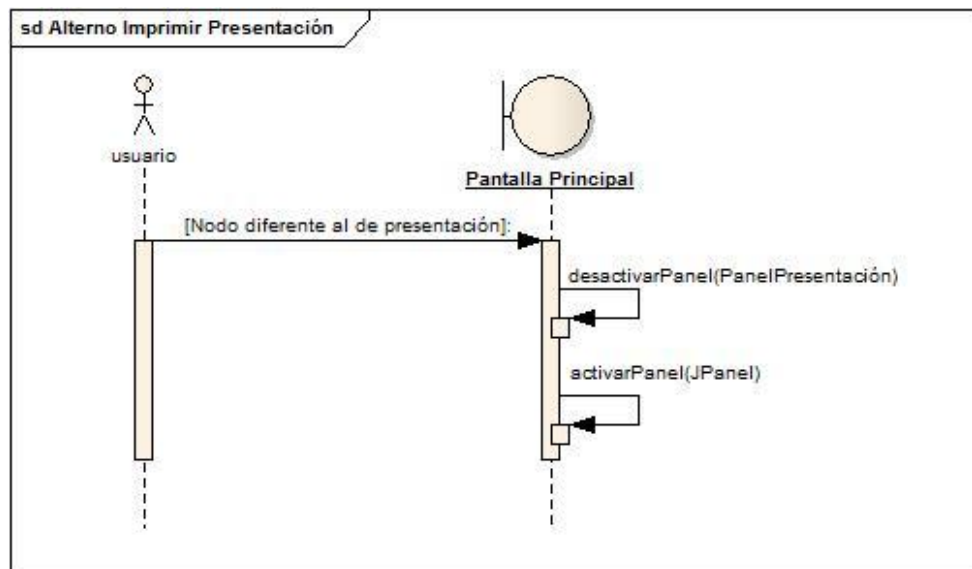 sd Alterno Imprimir Presentación
usuario
Pantalla Principal
[Nodo diferente al de presentación]:
desactivarPanel(PanelPresentación)
activarPanel(JPanel)